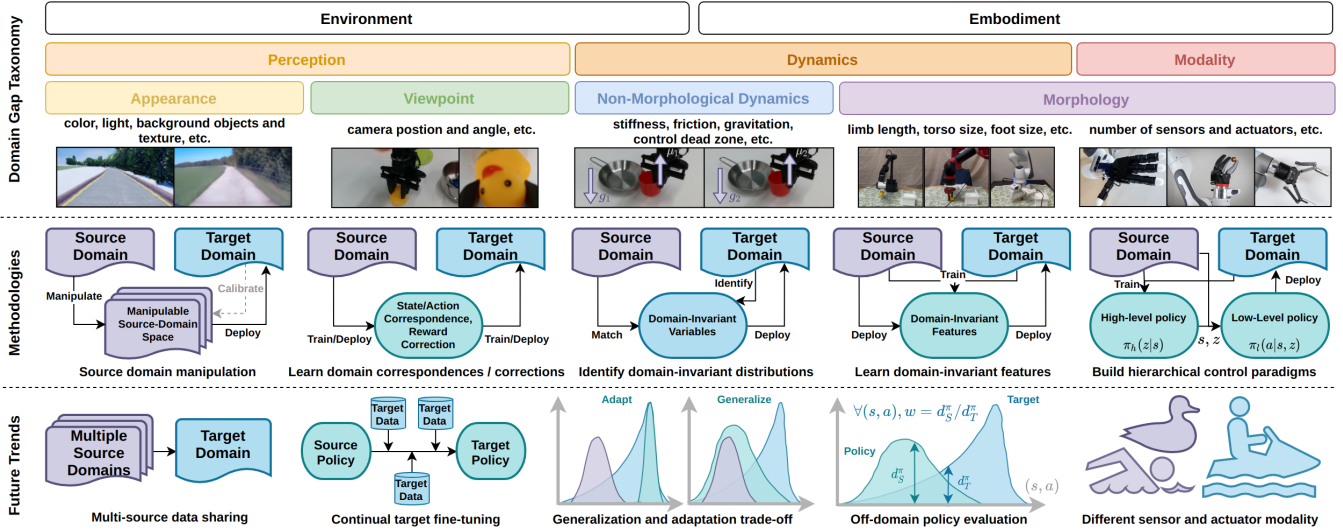 Domain Gap Taxonomy
Environment
Embodiment
Perception
Dynamics
Modality
Appearance
Viewpoint
Non-Morphological Dynamics
Morphology
color, light, background objects and
texture, etc.
camera postion and angle, etc.
stiffness, friction, gravitation,
control dead zone, etc.
limb length, torso size, foot size, etc.
number of sensors and actuators, etc.
g₁
μ₁
g₂
μ₂
Methodologies
Source
Domain
Target
Domain
Manipulate
Calibrate
Manipulable
Source-Domain
Space
Deploy
Source domain manipulation
Source
Domain
Target
Domain
State/Action
Correspondence,
Reward
Correction
Train/Deploy
Train/Deploy
Learn domain correspondences / corrections
Source
Domain
Target
Domain
Identify
Domain-Invariant
Variables
Match
Deploy
Identify domain-invariant distributions
Source
Domain
Target
Domain
Train
Domain-Invariant
Features
Deploy
Deploy
Learn domain-invariant features
Source
Domain
Target
Domain
Train
Deploy
High-level policy
πₕ(z|s)
s, z
Low-Level policy
πₗ(a|s, z)
Build hierarchical control paradigms
Future Trends
Multiple
Source
Domains
Target
Domain
Multi-source data sharing
Source
Policy
Target
Data
Target
Data
Target
Data
Target
Policy
Continual target fine-tuning
Adapt
Generalize
Generalization and adaptation trade-off
∀(s, a), w = d_S^π/d_T^π
Target
Policy
d_S^π
d_T^π
(s, a)
Off-domain policy evaluation
Different sensor and actuator modality